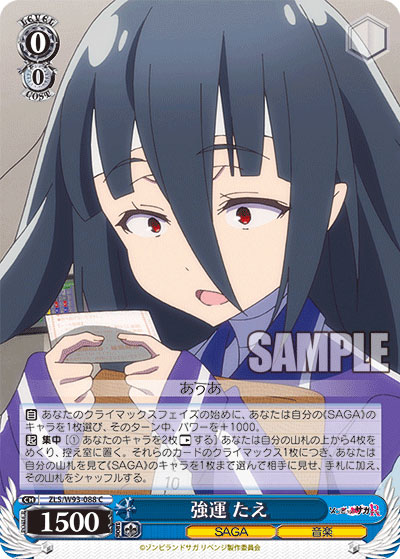 LEVEL
0
0
COST
SAMPLE
あうあ
自 あなたのクライマックスフェイズの始めに、あなたは自分の《SAGA》の
キャラを1枚選び、そのターン中、パワーを+1000。
起 集中 [① あなたのキャラを2枚 する] あなたは自分の山札の上から4枚を
めくり、控え室に置く。それらのカードのクライマックス1枚につき、あなたは
自分の山札を見て《SAGA》のキャラを1枚まで選んで相手に見せ、手札に加え、
その山札をシャッフルする。
CH ZLS/W93-088 C
1500
強運 たえ
SAGA
音楽
©ゾンビランドサガ リベンジ製作委員会